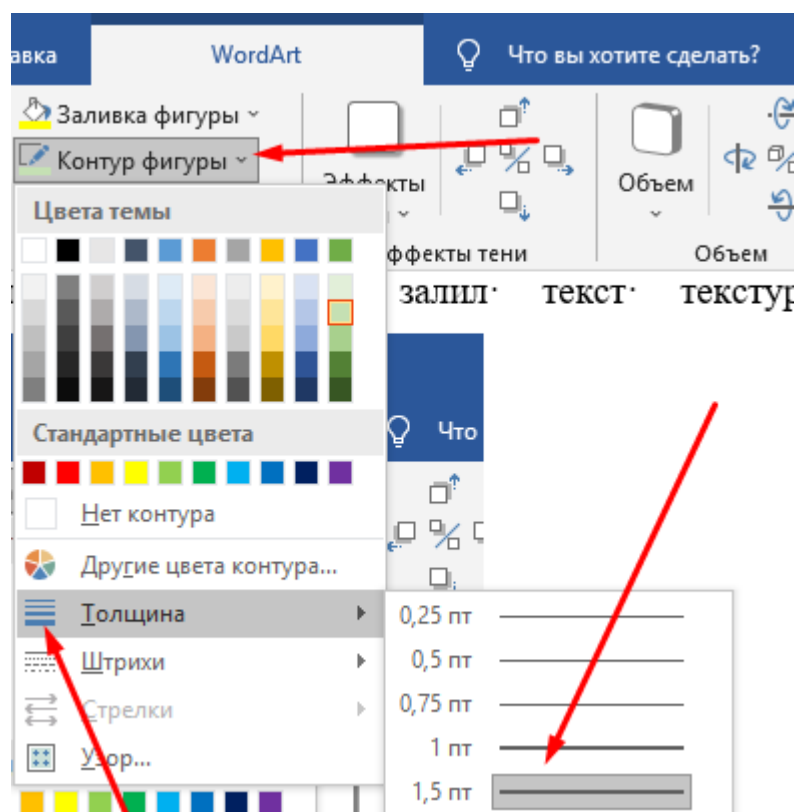 авка WordArt Что вы хотите сделать?
Заливка фигуры
Контур фигуры
Объем
Цвета темы
ффекты тени Объем
залил· текст· текстур
Стандартные цвета
Что
Нет контура
Другие цвета контура...
Толщина
0,25 пт
Штрихи
0,5 пт
Стрелки
0,75 пт
Узор...
1 пт
1,5 пт